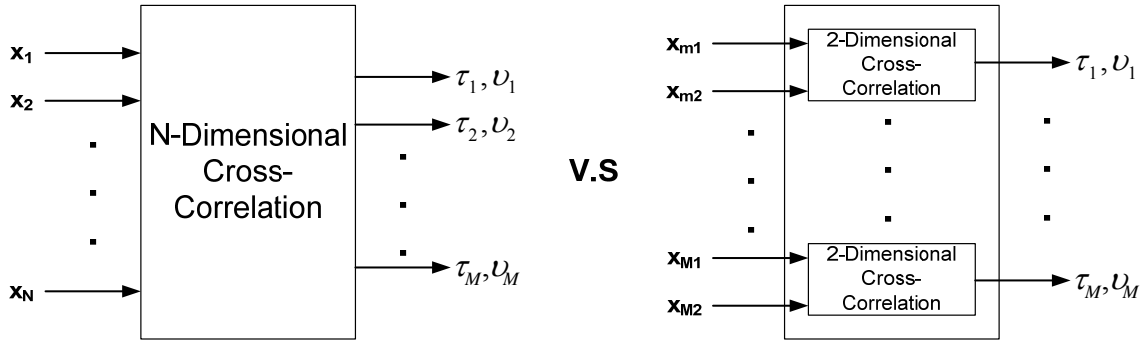 x1
x2
xN
N-Dimensional
Cross-
Correlation
τ1, υ1
τ2, υ2
τM, υM
V.S
xm1
xm2
xM1
xM2
2-Dimensional
Cross-
Correlation
2-Dimensional
Cross-
Correlation
τ1, υ1
τM, υM